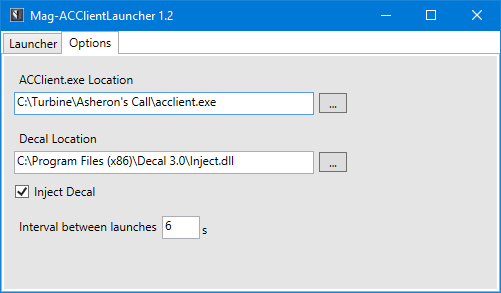 Mag-ACClientLauncher 1.2
Launcher Options
ACClient.exe Location
C:\Turbine\Asheron's Call\acclient.exe ...
Decal Location
C:\Program Files (x86)\Decal 3.0\Inject.dll ...
Inject Decal
Interval between launches 6 s